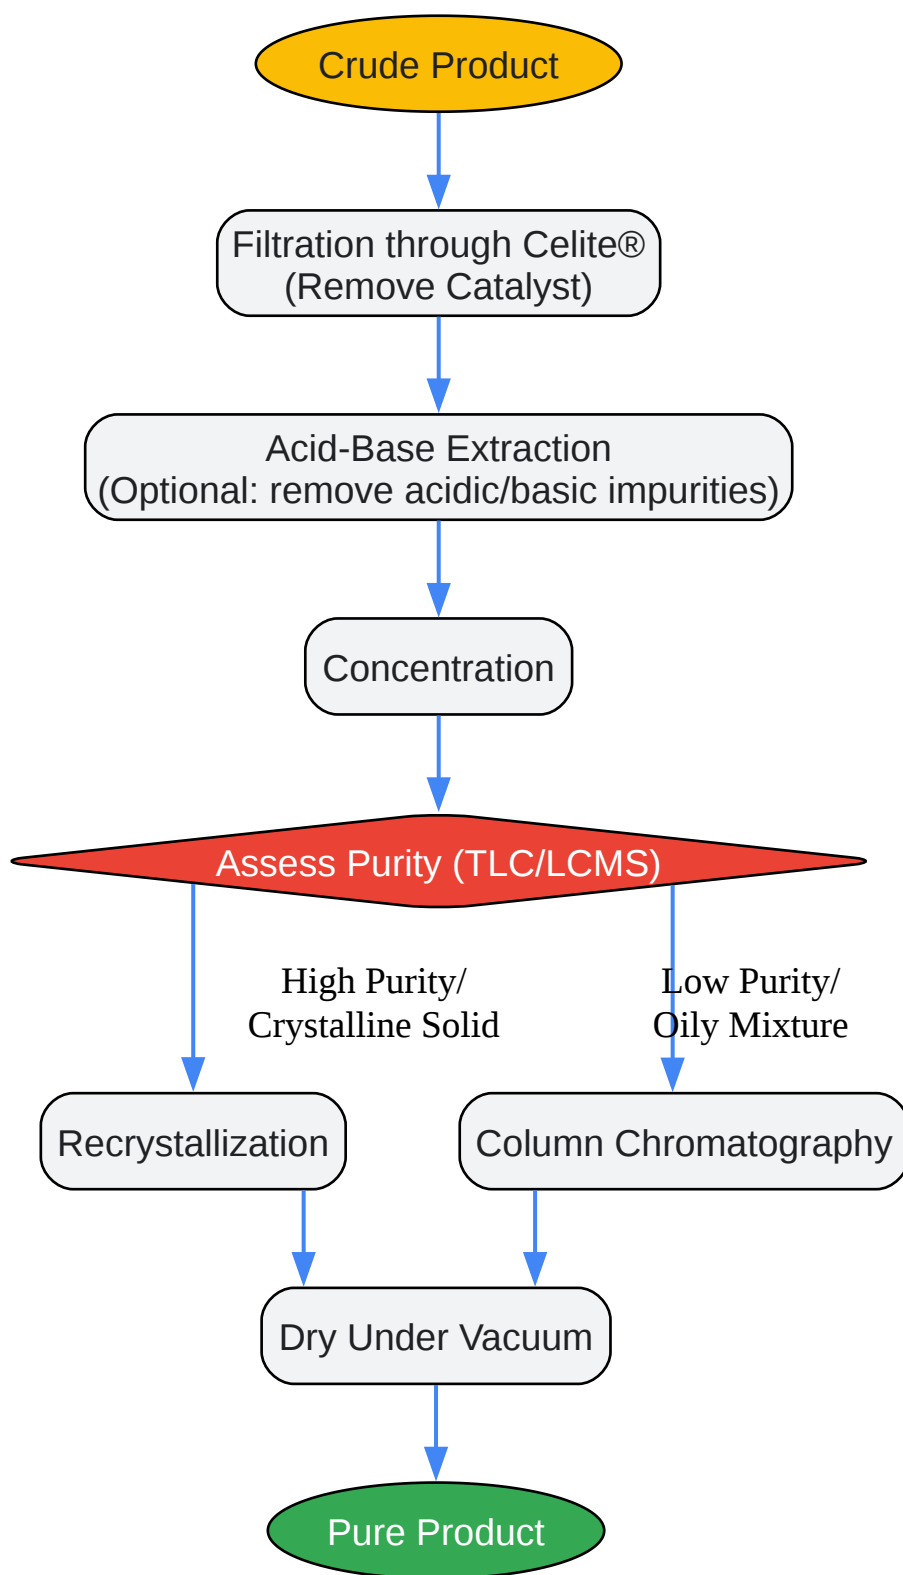 Crude Product
Filtration through Celite®
(Remove Catalyst)
Acid-Base Extraction
(Optional: remove acidic/basic impurities)
Concentration
Assess Purity (TLC/LCMS)
High Purity/
Crystalline Solid
Low Purity/
Oily Mixture
Recrystallization
Column Chromatography
Dry Under Vacuum
Pure Product